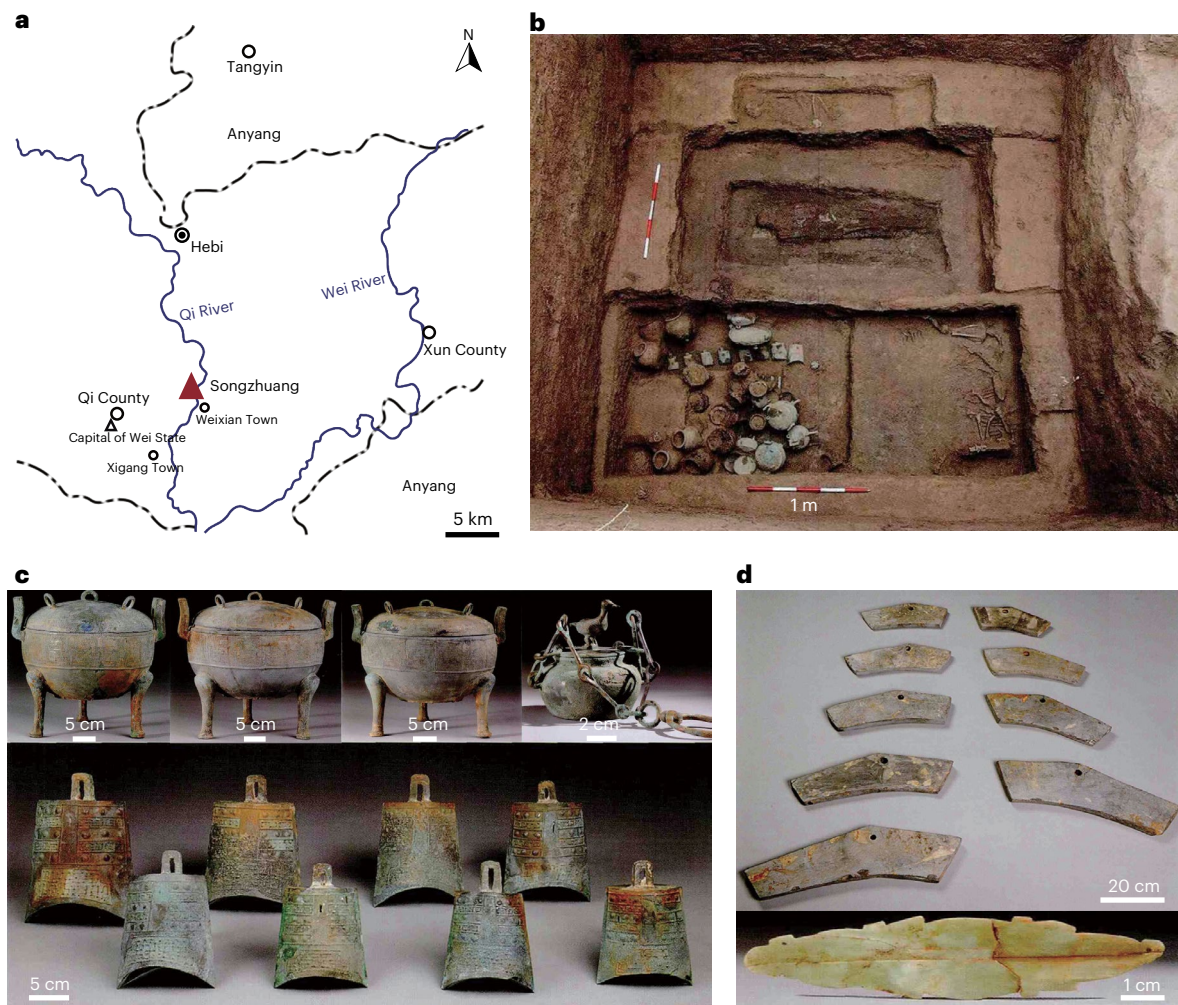 a
N
Tangyin
Anyang
Hebi
Qi River
Wei River
Xun County
Songzhuang
Qi County
Weixian Town
Capital of Wei State
Xigang Town
Anyang
5 km
b
1 m
c
5 cm
5 cm
5 cm
2 cm
5 cm
d
20 cm
1 cm